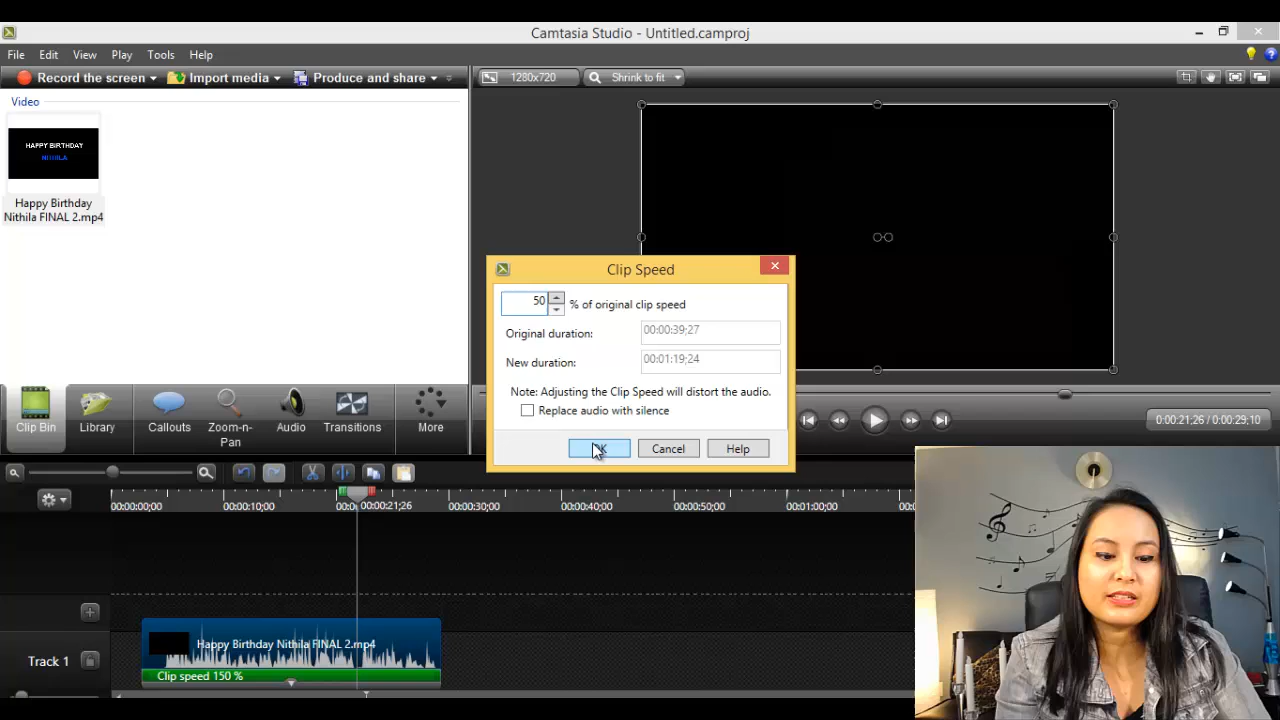 Camtasia Studio - Untitled.camproj
File Edit View Play Tools Help
Record the screen Import media Produce and share
1280x720 Shrink to fit
Video
HAPPY BIRTHDAY
NITHILA
Happy Birthday
Nithila FINAL 2.mp4
Clip Speed
50 % of original clip speed
Original duration: 00:00:39;27
New duration: 00:01:19;24
Note: Adjusting the Clip Speed will distort the audio.
Replace audio with silence
Cancel Help
Clip Bin Library Callouts Zoom-n-Pan Audio Transitions More
0:00:21;26 / 0:00:29;10
00:00:00;00 00:00:10;00 00:00:21;26 00:00:30;00 00:00:40;00 00:00:50;00 00:01:00;00
Track 1
Happy Birthday Nithila FINAL 2.mp4
Clip speed 150 %